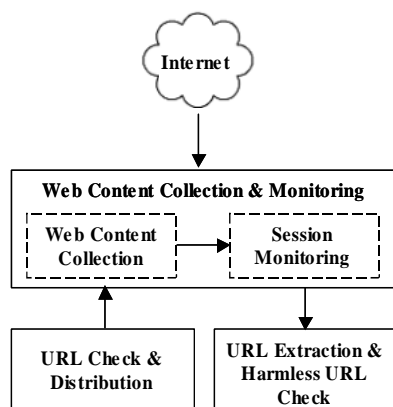 Internet
Web Content Collection & Monitoring
Web Content
Collection
Session
Monitoring
URL Check &
Distribution
URL Extraction &
Harmless URL
Check